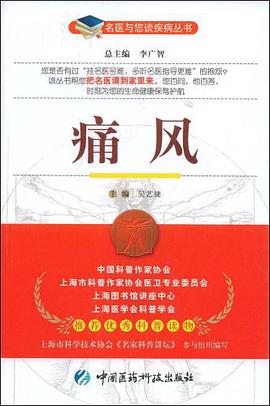 名医与您谈疾病丛书
总主编 李广智
您是否有过“挂名医号难，多听名医指导更难”的抱怨？
该丛书帮您把名医请到家里来，您百问，他百答，
时刻为您的生命健康保驾护航
痛风
主编 吴艺捷
中国科普作家协会
上海市科普作家协会医卫专业委员会
上海图书馆讲座中心
上海医学会科普学会
推荐优秀科普读物
上海市科学技术协会《名家科普讲坛》 参与组织编写
中国医药科技出版社